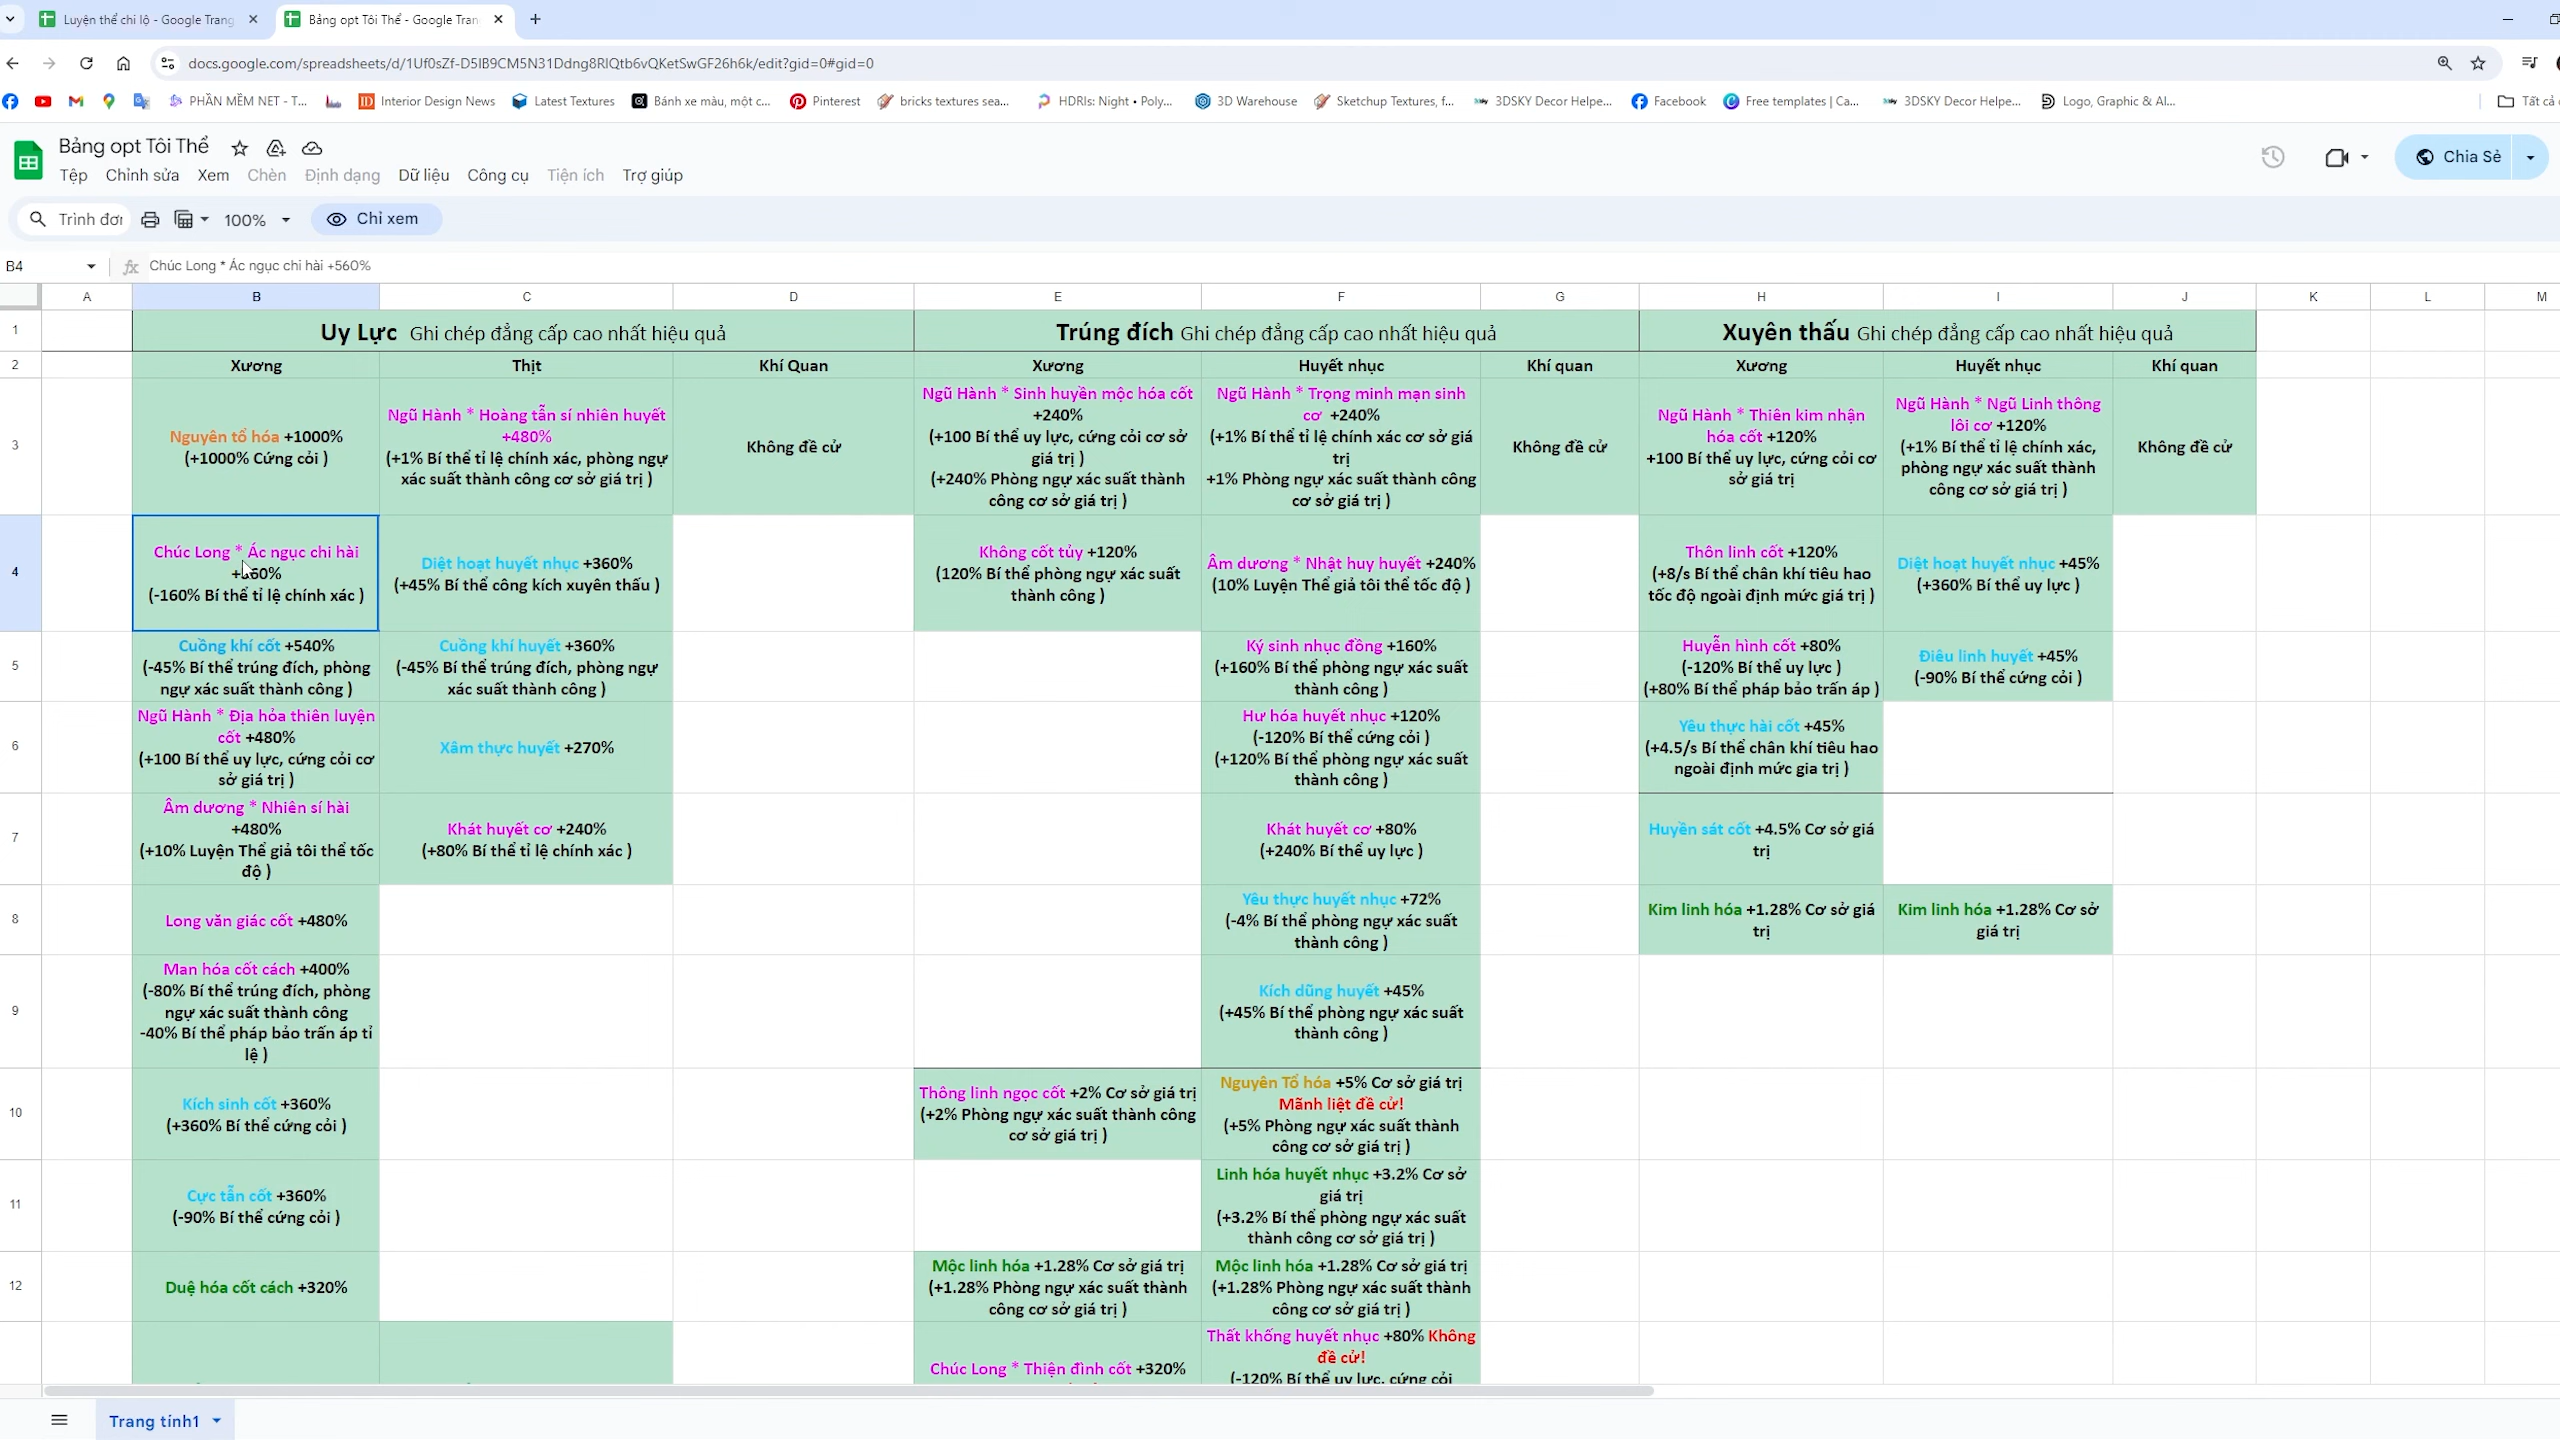 Luyện thể chi lộ - Google Trang
Bảng opt Tôi Thể - Google Tran
docs.google.com/spreadsheets/d/1Uf0sZf-D5IB9CM5N31Ddng8RlQtb6vQKetSwGF26h6k/edit?gid=0#gid=0
PHẦN MỀM NET - T...
Interior Design News
Latest Textures
Bánh xe màu, một c...
Pinterest
bricks textures sea...
HDRIs: Night • Poly...
3D Warehouse
Sketchup Textures, f...
3DSKY Decor Helpe...
Facebook
Free templates | Ca...
3DSKY Decor Helpe...
Logo, Graphic & AI...
Tất cả
Bảng opt Tôi Thể
Chia Sẻ
Tệp Chỉnh sửa Xem Chèn Định dạng Dữ liệu Công cụ Tiện ích Trợ giúp
Trình đơn 100% Chỉ xem
B4 fx Chúc Long * Ác ngục chi hài +560%
A B C D E F G H I J K L M
1
Uy Lực Ghi chép đẳng cấp cao nhất hiệu quả
Trúng đích Ghi chép đẳng cấp cao nhất hiệu quả
Xuyên thấu Ghi chép đẳng cấp cao nhất hiệu quả
2
Xương
Thịt
Khí Quan
Xương
Huyết nhục
Khí quan
Xương
Huyết nhục
Khí quan
3
Nguyên tổ hóa +1000%
(+1000% Cứng cỏi )
Ngũ Hành * Hoàng tẫn sí nhiên huyết
+480%
(+1% Bí thể tỉ lệ chính xác, phòng ngự
xác suất thành công cơ sở giá trị )
Không đề cử
Ngũ Hành * Sinh huyền mộc hóa cốt
+240%
(+100 Bí thể uy lực, cứng cỏi cơ sở
giá trị )
(+240% Phòng ngự xác suất thành
công cơ sở giá trị )
Ngũ Hành * Trọng minh mạn sinh
cơ +240%
(+1% Bí thể tỉ lệ chính xác cơ sở giá
trị
+1% Phòng ngự xác suất thành công
cơ sở giá trị )
Không đề cử
Ngũ Hành * Thiên kim nhận
hóa cốt +120%
+100 Bí thể uy lực, cứng cỏi cơ
sở giá trị
Ngũ Hành * Ngũ Linh thông
lôi cơ +120%
(+1% Bí thể tỉ lệ chính xác,
phòng ngự xác suất thành
công cơ sở giá trị )
Không đề cử
4
Chúc Long * Ác ngục chi hài
+560%
(-160% Bí thể tỉ lệ chính xác )
Diệt hoạt huyết nhục +360%
(+45% Bí thể công kích xuyên thấu )
Không cốt tủy +120%
(120% Bí thể phòng ngự xác suất
thành công )
Âm dương * Nhật huy huyết +240%
(10% Luyện Thể giả tôi thể tốc độ )
Thôn linh cốt +120%
(+8/s Bí thể chân khí tiêu hao
tốc độ ngoài định mức giá trị )
Diệt hoạt huyết nhục +45%
(+360% Bí thể uy lực )
5
Cuồng khí cốt +540%
(-45% Bí thể trúng đích, phòng
ngự xác suất thành công )
Cuồng khí huyết +360%
(-45% Bí thể trúng đích, phòng ngự
xác suất thành công )
Ký sinh nhục đồng +160%
(+160% Bí thể phòng ngự xác suất
thành công )
Huyễn hình cốt +80%
(-120% Bí thể uy lực )
(+80% Bí thể pháp bảo trấn áp )
Điêu linh huyết +45%
(-90% Bí thể cứng cỏi )
6
Ngũ Hành * Địa hỏa thiên luyện
cốt +480%
(+100 Bí thể uy lực, cứng cỏi cơ
sở giá trị )
Xâm thực huyết +270%
Hư hóa huyết nhục +120%
(-120% Bí thể cứng cỏi )
(+120% Bí thể phòng ngự xác suất
thành công )
Yêu thực hài cốt +45%
(+4.5/s Bí thể chân khí tiêu hao
ngoài định mức gia trị )
7
Âm dương * Nhiên sí hài
+480%
(+10% Luyện Thể giả tôi thể tốc
độ )
Khát huyết cơ +240%
(+80% Bí thể tỉ lệ chính xác )
Khát huyết cơ +80%
(+240% Bí thể uy lực )
Huyền sát cốt +4.5% Cơ sở giá
trị
8
Long văn giác cốt +480%
Yêu thực huyết nhục +72%
(-4% Bí thể phòng ngự xác suất
thành công )
Kim linh hóa +1.28% Cơ sở giá
trị
Kim linh hóa +1.28% Cơ sở
giá trị
9
Man hóa cốt cách +400%
(-80% Bí thể trúng đích, phòng
ngự xác suất thành công
-40% Bí thể pháp bảo trấn áp tỉ
lệ )
Kích dũng huyết +45%
(+45% Bí thể phòng ngự xác suất
thành công )
10
Kích sinh cốt +360%
(+360% Bí thể cứng cỏi )
Thông linh ngọc cốt +2% Cơ sở giá trị
(+2% Phòng ngự xác suất thành công
cơ sở giá trị )
Nguyên Tổ hóa +5% Cơ sở giá trị
Mãnh liệt đề cử!
(+5% Phòng ngự xác suất thành
công cơ sở giá trị )
11
Cực tẫn cốt +360%
(-90% Bí thể cứng cỏi )
Linh hóa huyết nhục +3.2% Cơ sở
giá trị
(+3.2% Bí thể phòng ngự xác suất
thành công cơ sở giá trị )
12
Duệ hóa cốt cách +320%
Mộc linh hóa +1.28% Cơ sở giá trị
(+1.28% Phòng ngự xác suất thành
công cơ sở giá trị )
Mộc linh hóa +1.28% Cơ sở giá trị
(+1.28% Phòng ngự xác suất thành
công cơ sở giá trị )
Chúc Long * Thiện đình cốt +320%
Thất khống huyết nhục +80% Không
đề cử!
(-120% Bí thể uy lực, cứng cỏi
Trang tính1